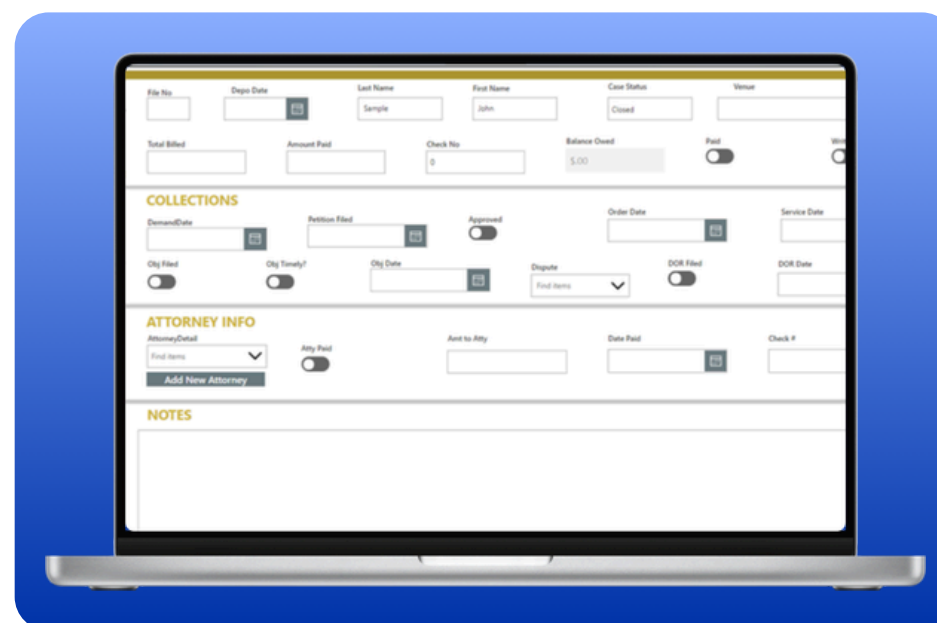 File No Depo Date Last Name First Name Case Status Venue
Sample John Closed
Total Billed Amount Paid Check No Balance Owed Paid
0 $.00
COLLECTIONS
DemandDate Petition Filed Approved Order Date Service Date
Obj Filed Obj Timely? Obj Date Dispute DOR Filed DOR Date
Find items
ATTORNEY INFO
AttorneyDetail Atty Paid Amt to Atty Date Paid Check #
Find items
Add New Attorney
NOTES